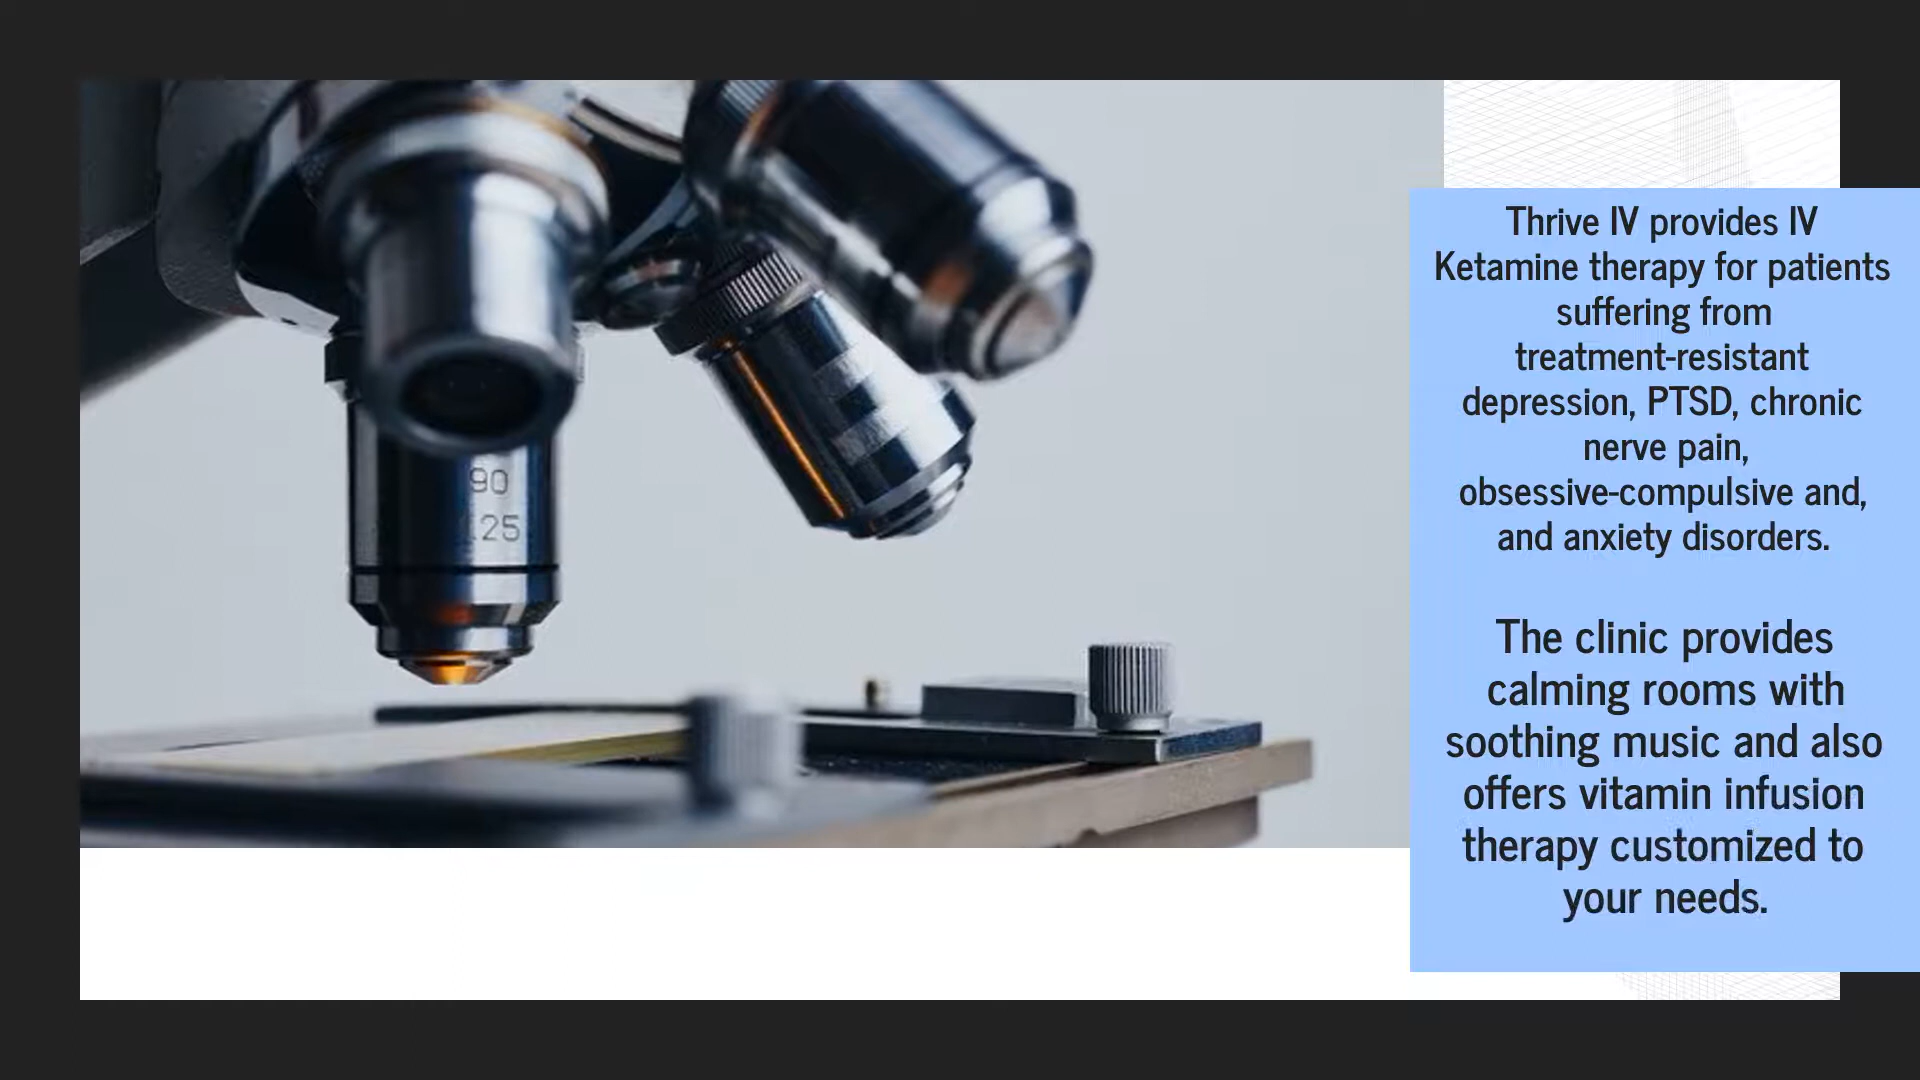 90
25
Thrive IV provides IV
Ketamine therapy for patients
suffering from
treatment-resistant
depression, PTSD, chronic
nerve pain,
obsessive-compulsive and,
and anxiety disorders.
The clinic provides
calming rooms with
soothing music and also
offers vitamin infusion
therapy customized to
your needs.